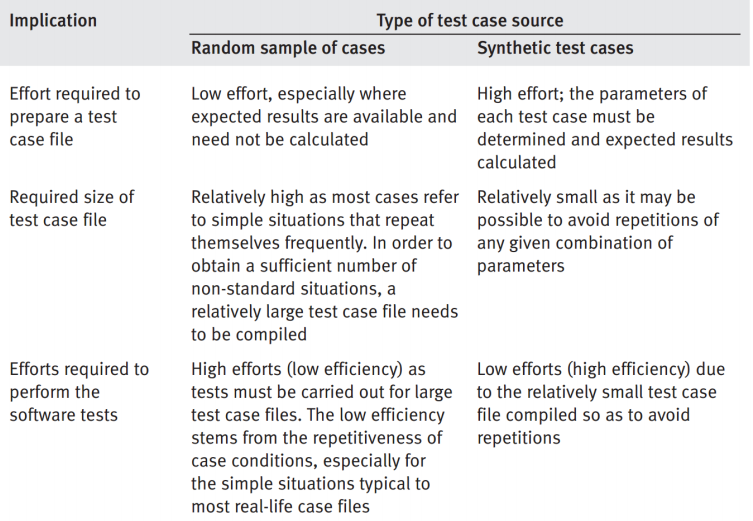 Implication
Type of test case source
Random sample of cases
Synthetic test cases
Effort required to
prepare a test
case file
Low effort, especially where
expected results are available and
need not be calculated
High effort; the parameters of
each test case must be
determined and expected results
calculated
Required size of
test case file
Relatively high as most cases refer
to simple situations that repeat
themselves frequently. In order to
obtain a sufficient number of
non-standard situations, a
relatively large test case file needs
to be compiled
Relatively small as it may be
possible to avoid repetitions of
any given combination of
parameters
Efforts required to
perform the
software tests
High efforts (low efficiency) as
tests must be carried out for large
test case files. The low efficiency
stems from the repetitiveness of
case conditions, especially for
the simple situations typical to
most real-life case files
Low efforts (high efficiency) due
to the relatively small test case
file compiled so as to avoid
repetitions